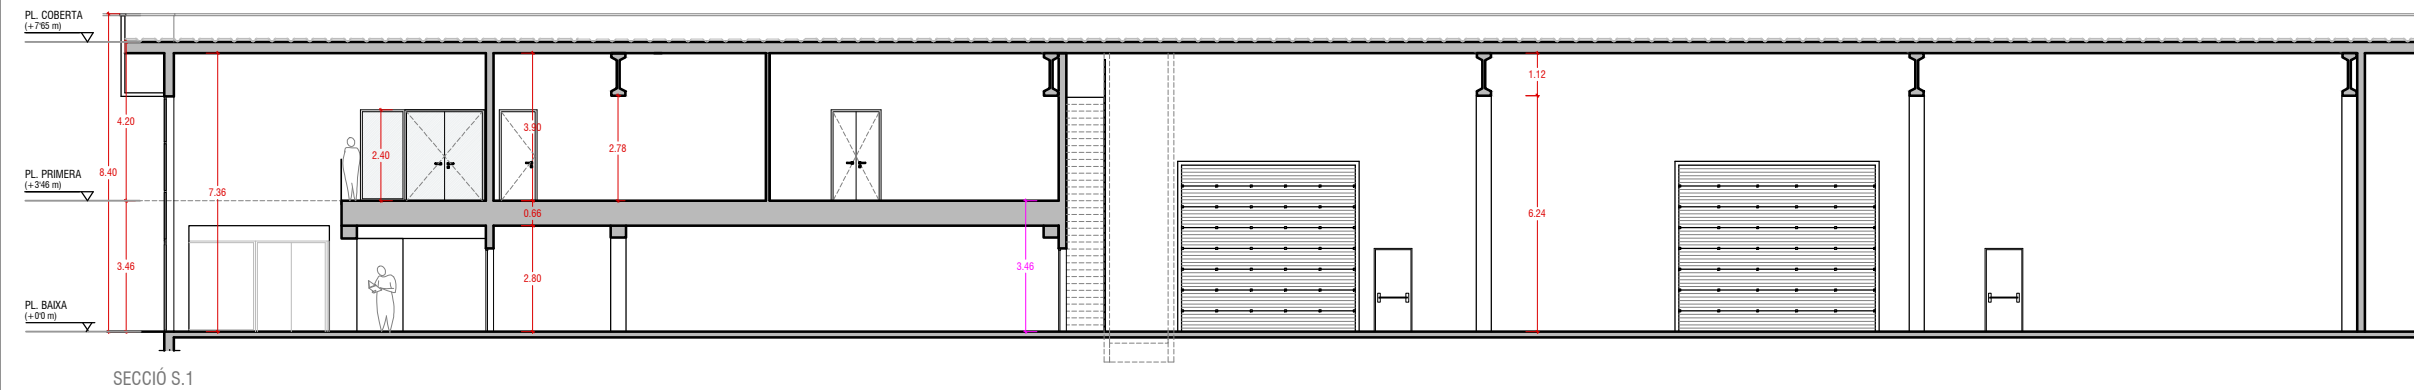 PL. COBERTA
(+7'65 m)
1.12
4.20
3.90
2.40
2.78
PL. PRIMERA
(+3'46 m)
8.40
7.36
0.66
6.24
3.46
2.80
3.46
PL. BAIXA
(+0'0 m)
SECCIÓ S.1